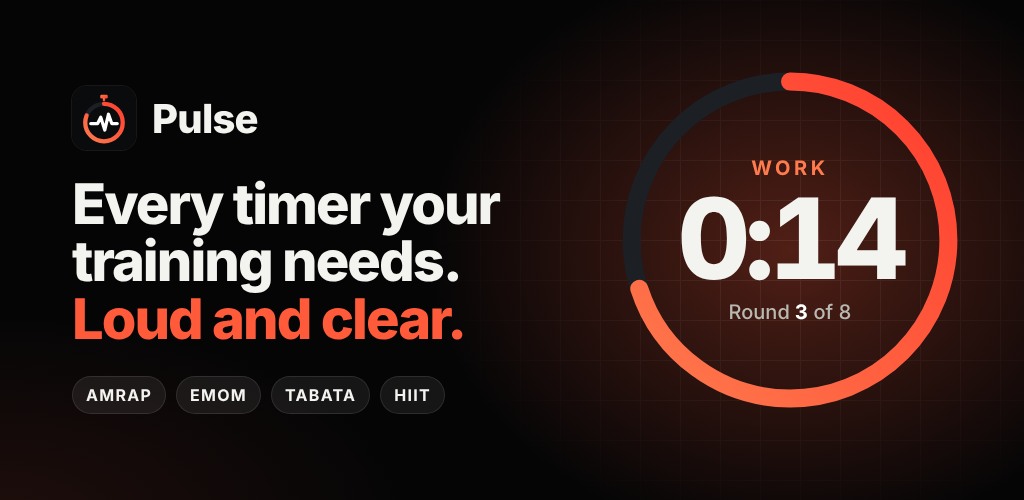 Pulse
Every timer your
training needs.
Loud and clear.
AMRAP
EMOM
TABATA
HIIT
WORK
0:14
Round 3 of 8